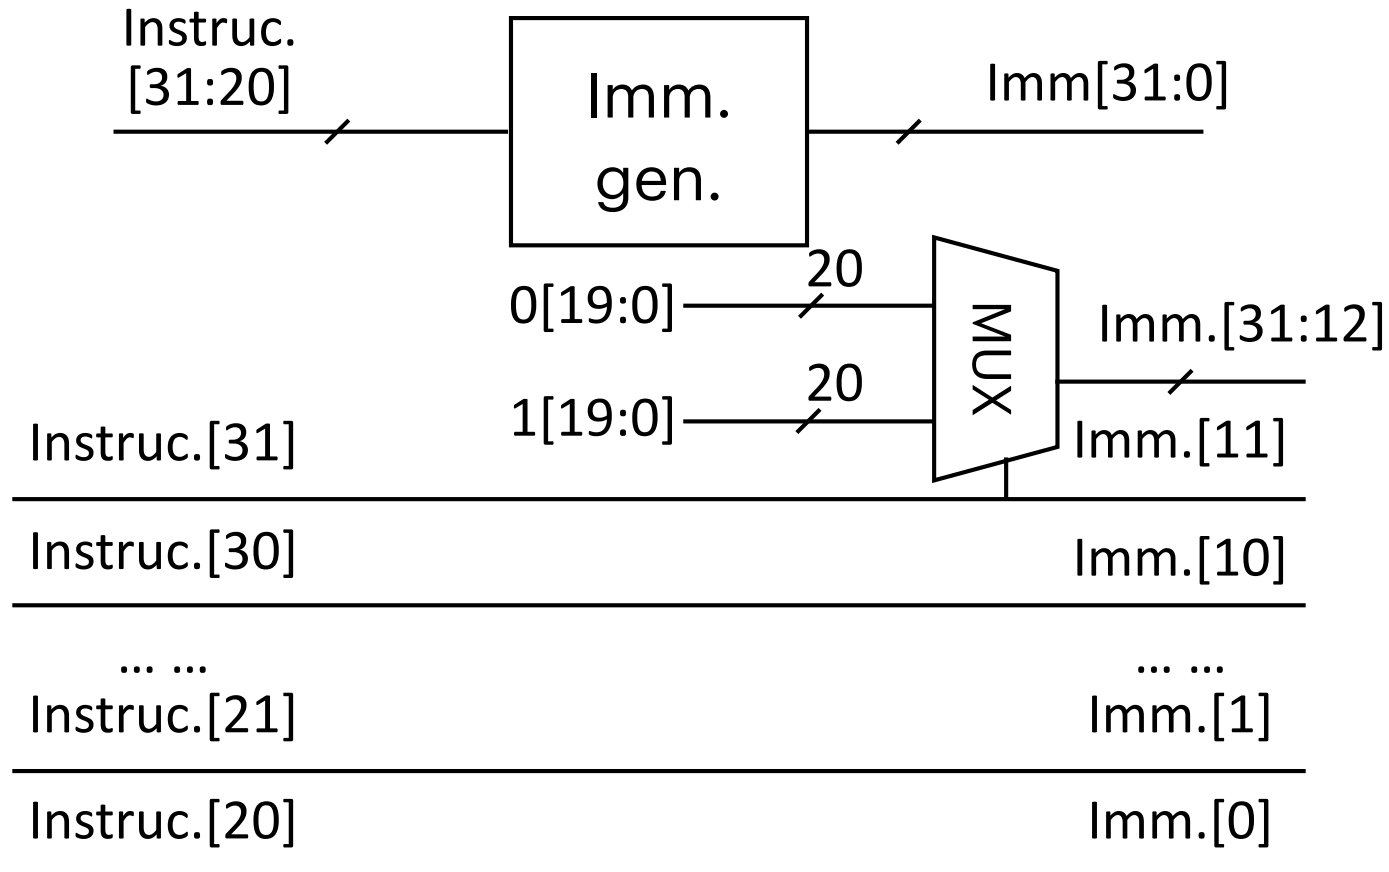 Instruc.
[31:20]
Imm.
gen.
Imm[31:0]
0[19:0]
20
1[19:0]
20
MUX
Imm.[31:12]
Instruc.[31]
Imm.[11]
Instruc.[30]
Imm.[10]
... ...
... ...
Instruc.[21]
Imm.[1]
Instruc.[20]
Imm.[0]